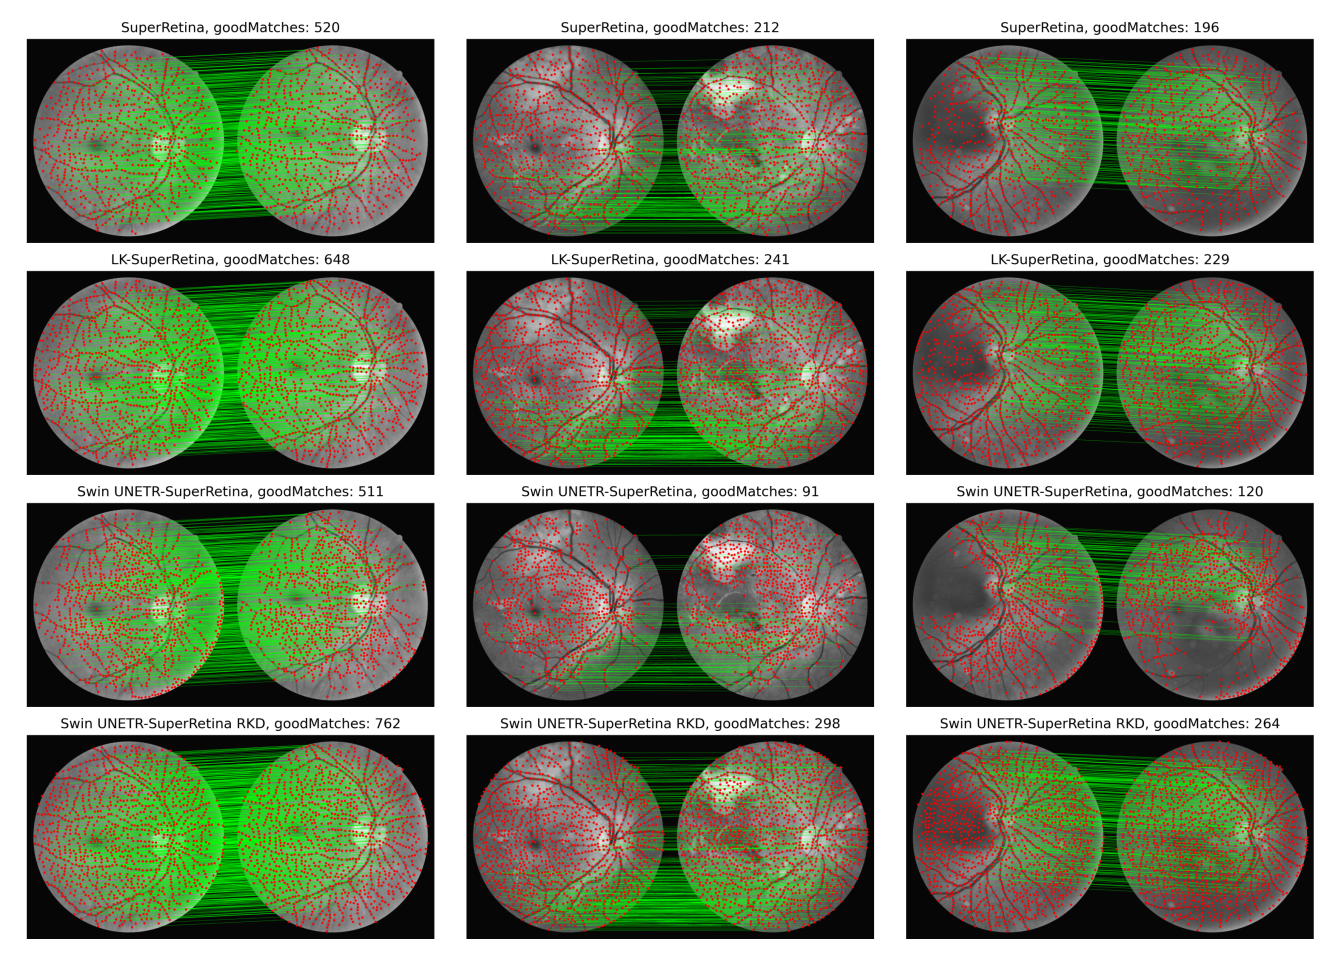 SuperRetina, goodMatches: 520
SuperRetina, goodMatches: 212
SuperRetina, goodMatches: 196
LK-SuperRetina, goodMatches: 648
LK-SuperRetina, goodMatches: 241
LK-SuperRetina, goodMatches: 229
Swin UNETR-SuperRetina, goodMatches: 511
Swin UNETR-SuperRetina, goodMatches: 91
Swin UNETR-SuperRetina, goodMatches: 120
Swin UNETR-SuperRetina RKD, goodMatches: 762
Swin UNETR-SuperRetina RKD, goodMatches: 298
Swin UNETR-SuperRetina RKD, goodMatches: 264